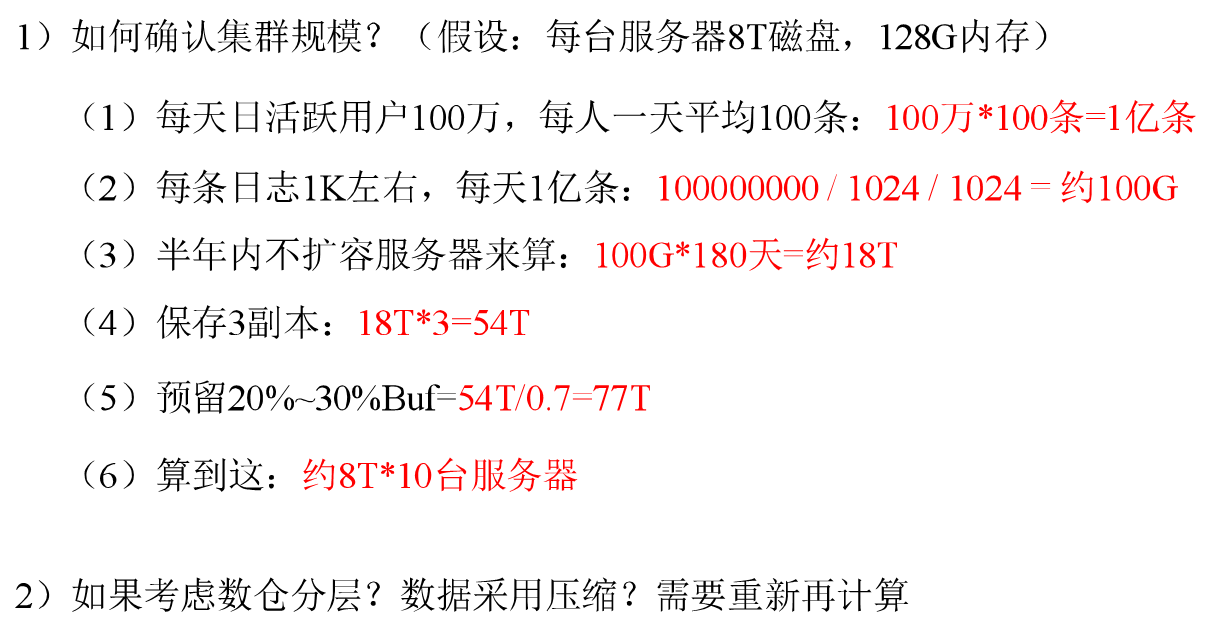 1）如何确认集群规模？（假设：每台服务器8T磁盘，128G内存）
（1）每天日活跃用户100万，每人一天平均100条：100万*100条=1亿条
（2）每条日志1K左右，每天1亿条：100000000 / 1024 / 1024 = 约100G
（3）半年内不扩容服务器来算：100G*180天=约18T
（4）保存3副本：18T*3=54T
（5）预留20%~30%Buf=54T/0.7=77T
（6）算到这：约8T*10台服务器
2）如果考虑数仓分层？数据采用压缩？需要重新再计算